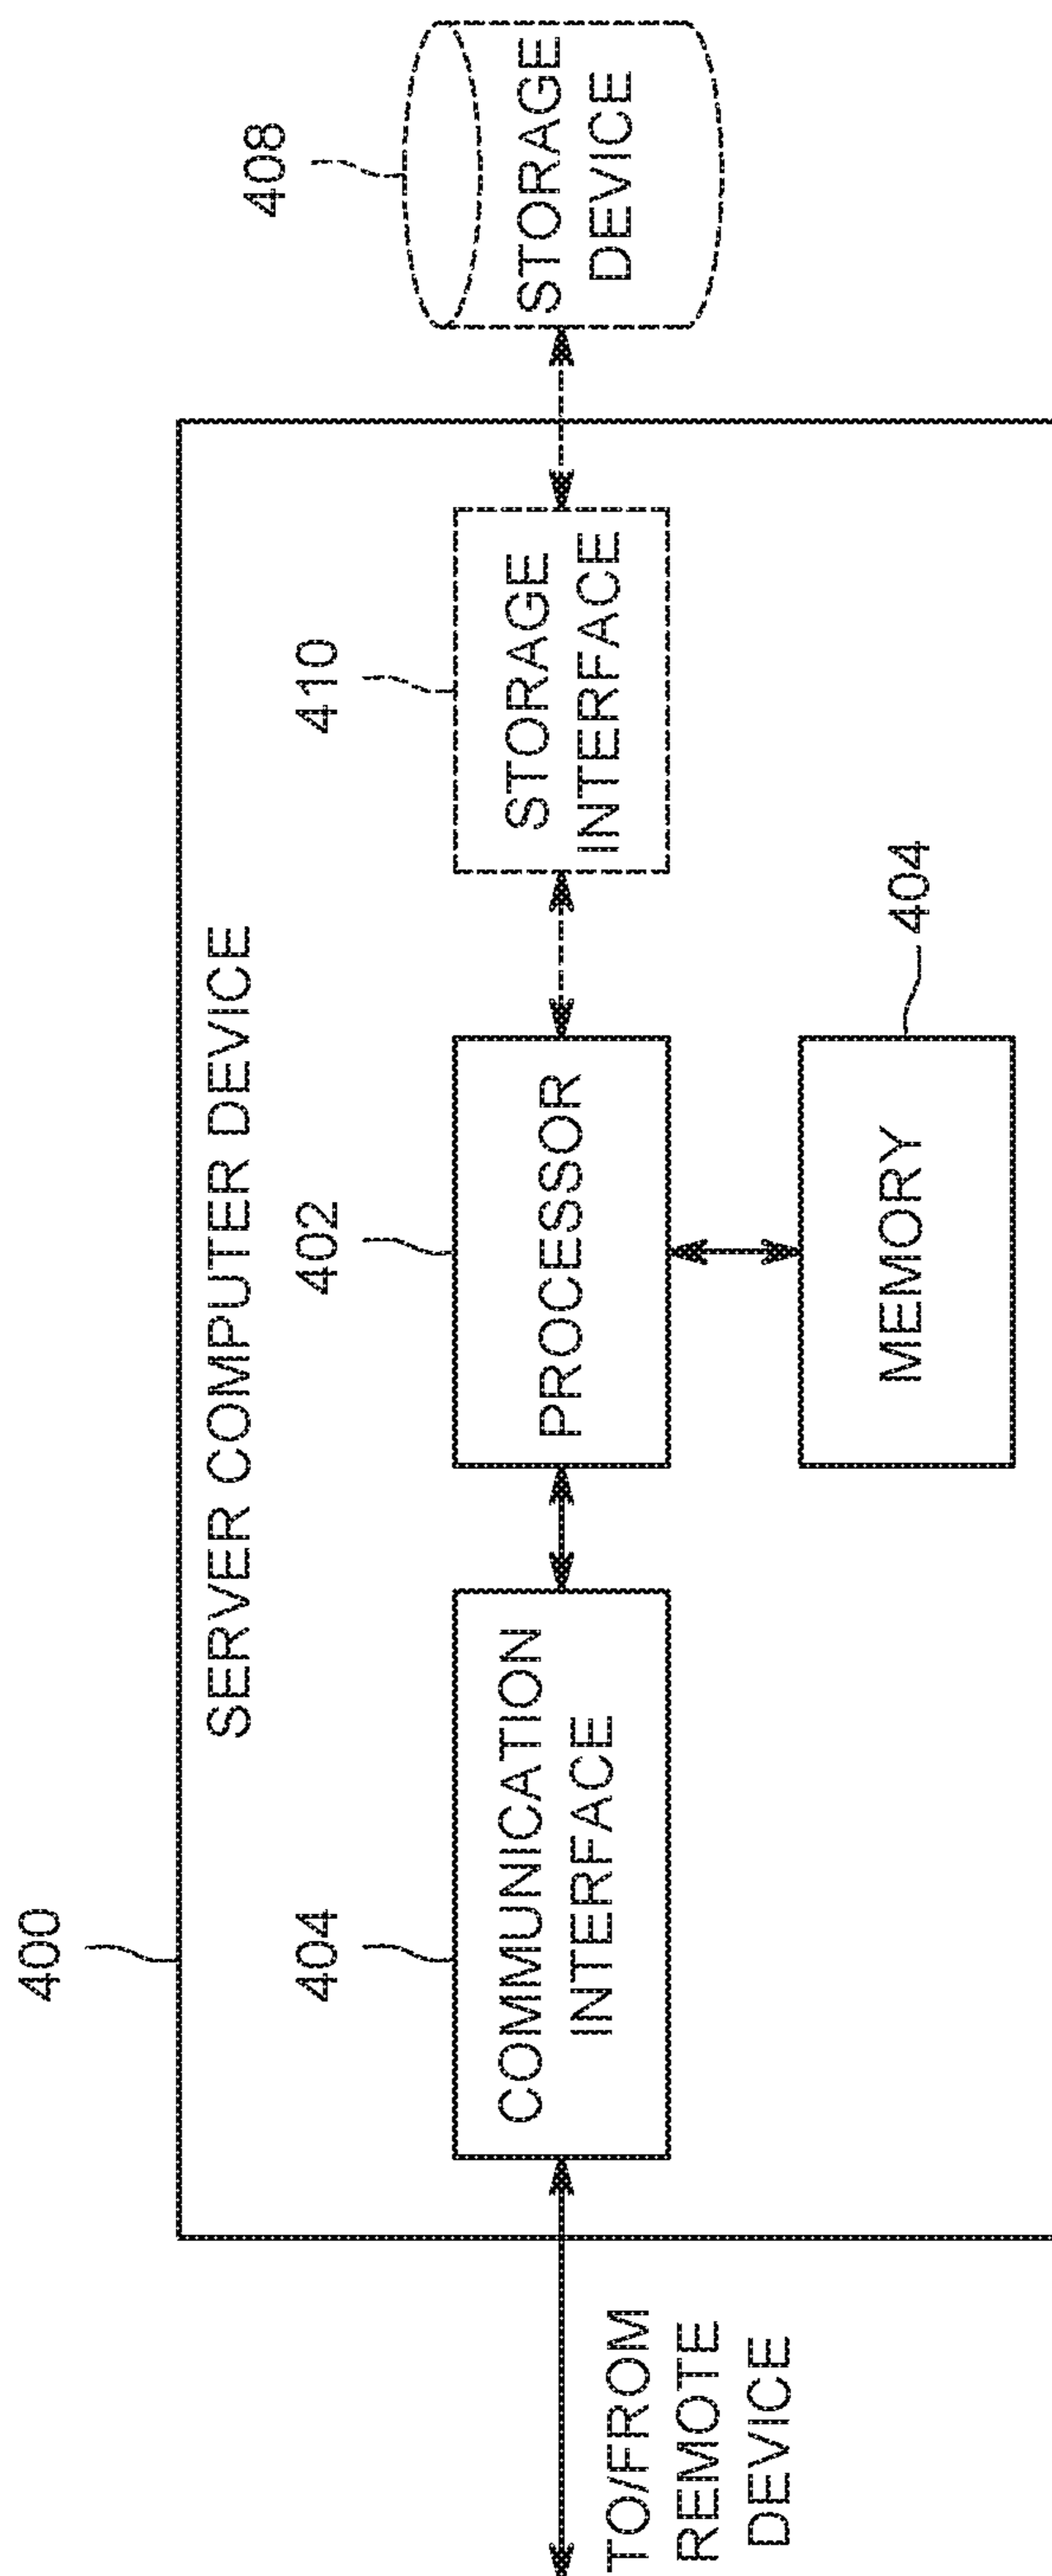 400
SERVER COMPUTER DEVICE
404
402
410
408
COMMUNICATION
INTERFACE
PROCESSOR
STORAGE
INTERFACE
STORAGE
DEVICE
TO/FROM
REMOTE
DEVICE
MEMORY
404